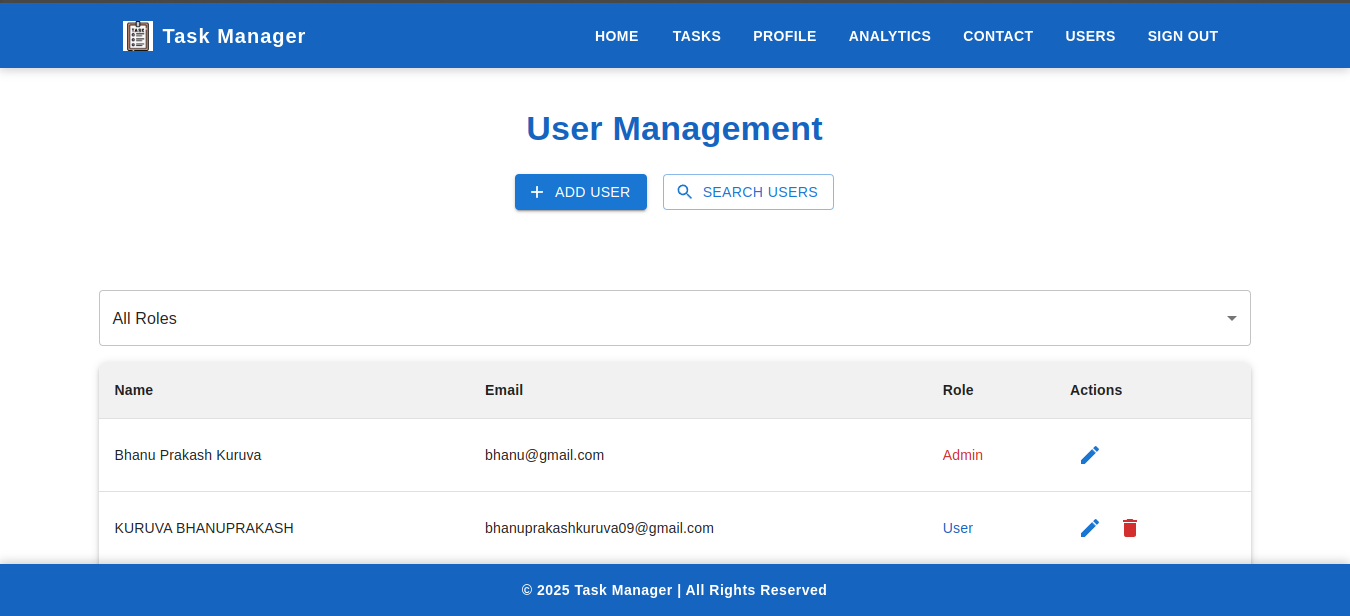 Task Manager HOME TASKS PROFILE ANALYTICS CONTACT USERS SIGN OUT
User Management
ADD USER SEARCH USERS
All Roles
Name Email Role Actions
Bhanu Prakash Kuruva bhanu@gmail.com Admin
KURUVA BHANUPRAKASH bhanuprakashkuruva09@gmail.com User
© 2025 Task Manager | All Rights Reserved